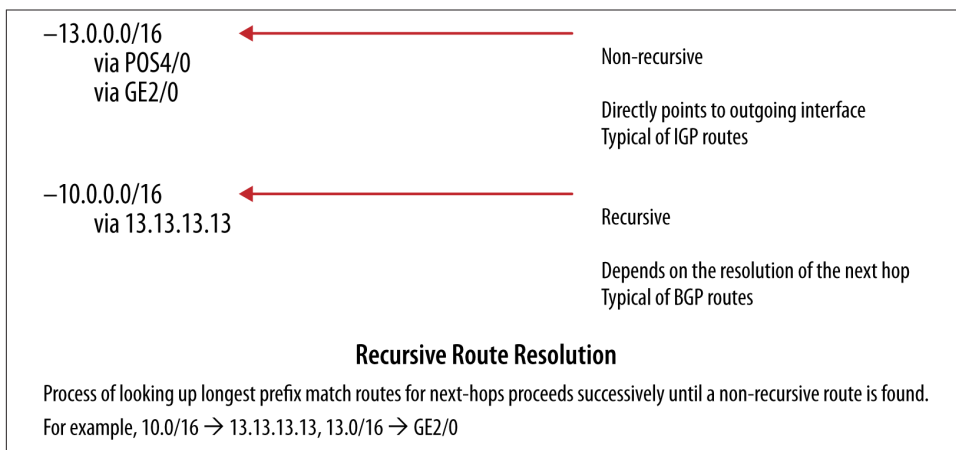 –13.0.0.0/16
via POS4/0
via GE2/0
Non-recursive
Directly points to outgoing interface
Typical of IGP routes
–10.0.0.0/16
via 13.13.13.13
Recursive
Depends on the resolution of the next hop
Typical of BGP routes
Recursive Route Resolution
Process of looking up longest prefix match routes for next-hops proceeds successively until a non-recursive route is found.
For example, 10.0/16 → 13.13.13.13, 13.0/16 → GE2/0